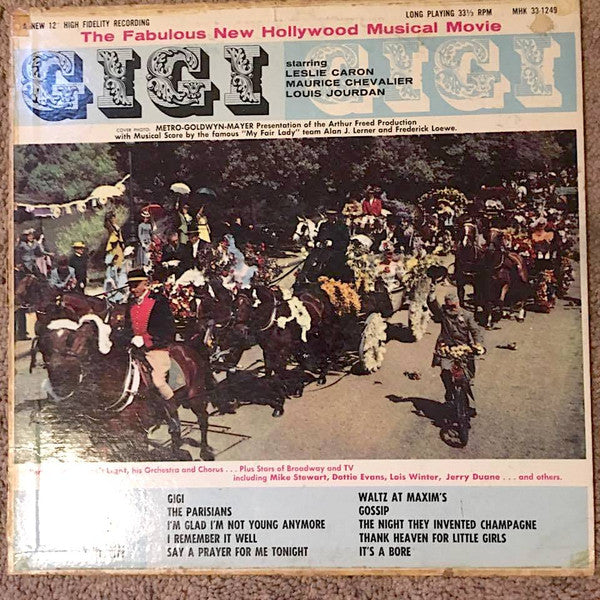 NEW 12" HIGH FIDELITY RECORDING
LONG PLAYING 33⅓ RPM
MHK 33-1249
The Fabulous New Hollywood Musical Movie
GIGI GIGI
starring
LESLIE CARON
MAURICE CHEVALIER
LOUIS JOURDAN
COVER PHOTO: METRO-GOLDWYN-MAYER Presentation of the Arthur Freed Production
with Musical Score by the famous "My Fair Lady" team Alan J. Lerner and Frederick Loewe.
his Orchestra and Chorus . . . Plus Stars of Broadway and TV
including Mike Stewart, Dottie Evans, Lois Winter, Jerry Duane . . . and others.
GIGI
THE PARISIANS
I'M GLAD I'M NOT YOUNG ANYMORE
I REMEMBER IT WELL
SAY A PRAYER FOR ME TONIGHT
WALTZ AT MAXIM'S
GOSSIP
THE NIGHT THEY INVENTED CHAMPAGNE
THANK HEAVEN FOR LITTLE GIRLS
IT'S A BORE